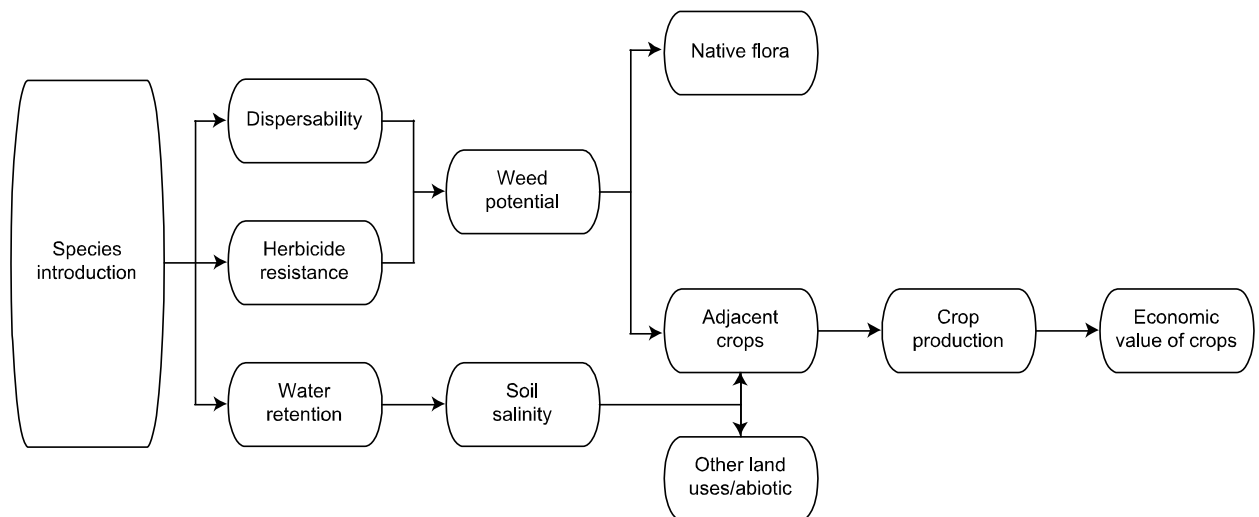 Species
introduction
Dispersability
Herbicide
resistance
Water
retention
Weed
potential
Soil
salinity
Native flora
Adjacent
crops
Other land
uses/abiotic
Crop
production
Economic
value of crops